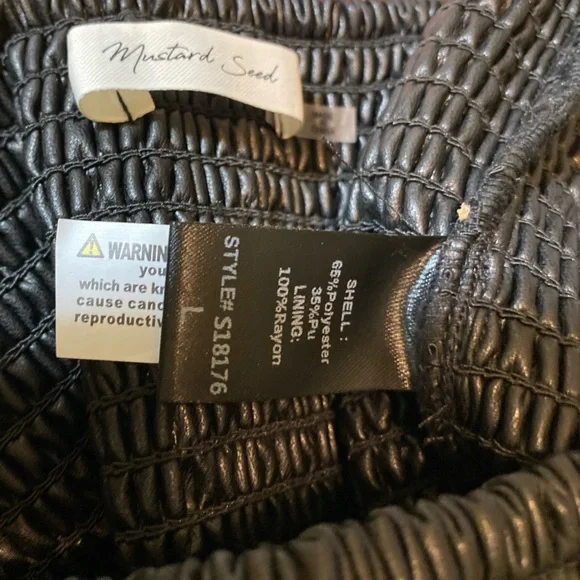 Mustard Seed
WARNIN
you
which are kn
cause canc
reproductiv
SHELL :
65%Polyester
35%Pu
LINING:
100%Rayon
STYLE# S18176
L